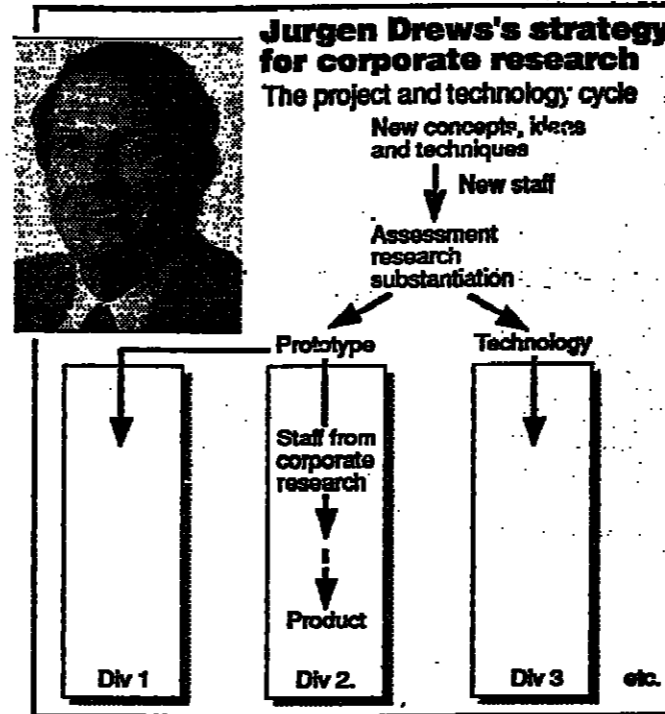 Jurgen Drews's strategy
for corporate research
The project and technology cycle
New concepts, ideas
and techniques
New staff
Assessment
research
substantiation
Prototype
Technology
Staff from
corporate
research
Product
Div 1
Div 2.
Div 3
etc.